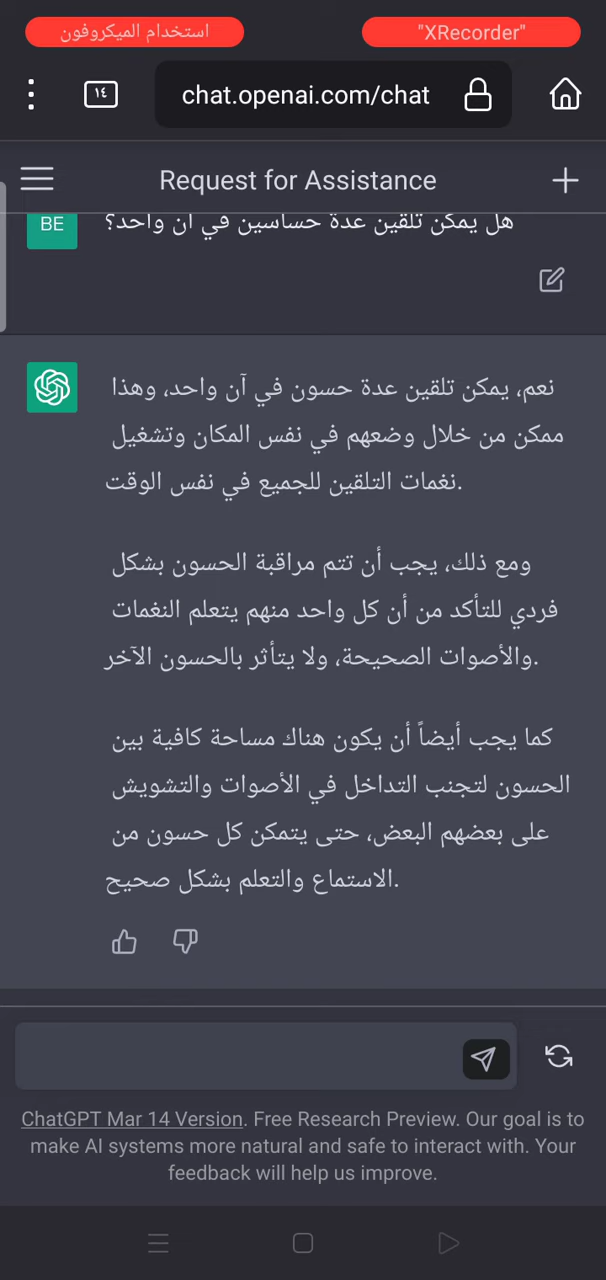 استخدام الميكروفون
"XRecorder"
١٤
chat.openai.com/chat
Request for Assistance
BE
هل يمكن تلقين عدة حساسين في آن واحد؟
نعم، يمكن تلقين عدة حسون في آن واحد، وهذا
ممكن من خلال وضعهم في نفس المكان وتشغيل
نغمات التلقين للجميع في نفس الوقت.
ومع ذلك، يجب أن تتم مراقبة الحسون بشكل
فردي للتأكد من أن كل واحد منهم يتعلم النغمات
والأصوات الصحيحة، ولا يتأثر بالحسون الآخر.
كما يجب أيضاً أن يكون هناك مساحة كافية بين
الحسون لتجنب التداخل في الأصوات والتشويش
على بعضهم البعض، حتى يتمكن كل حسون من
الاستماع والتعلم بشكل صحيح.
ChatGPT Mar 14 Version. Free Research Preview. Our goal is to
make AI systems more natural and safe to interact with. Your
feedback will help us improve.